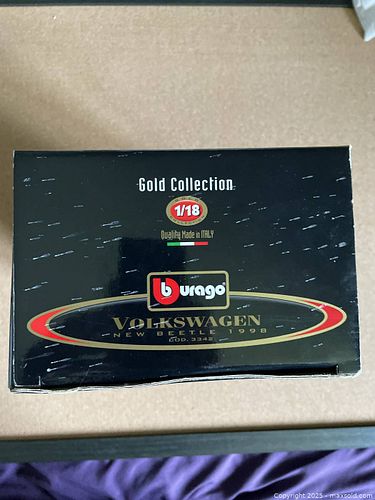 Gold Collection
1/18
Quality Made in ITALY
burago
VOLKSWAGEN
NEW BEETLE 1998
COD. 3342
Copyright 2025 - maxsold.com